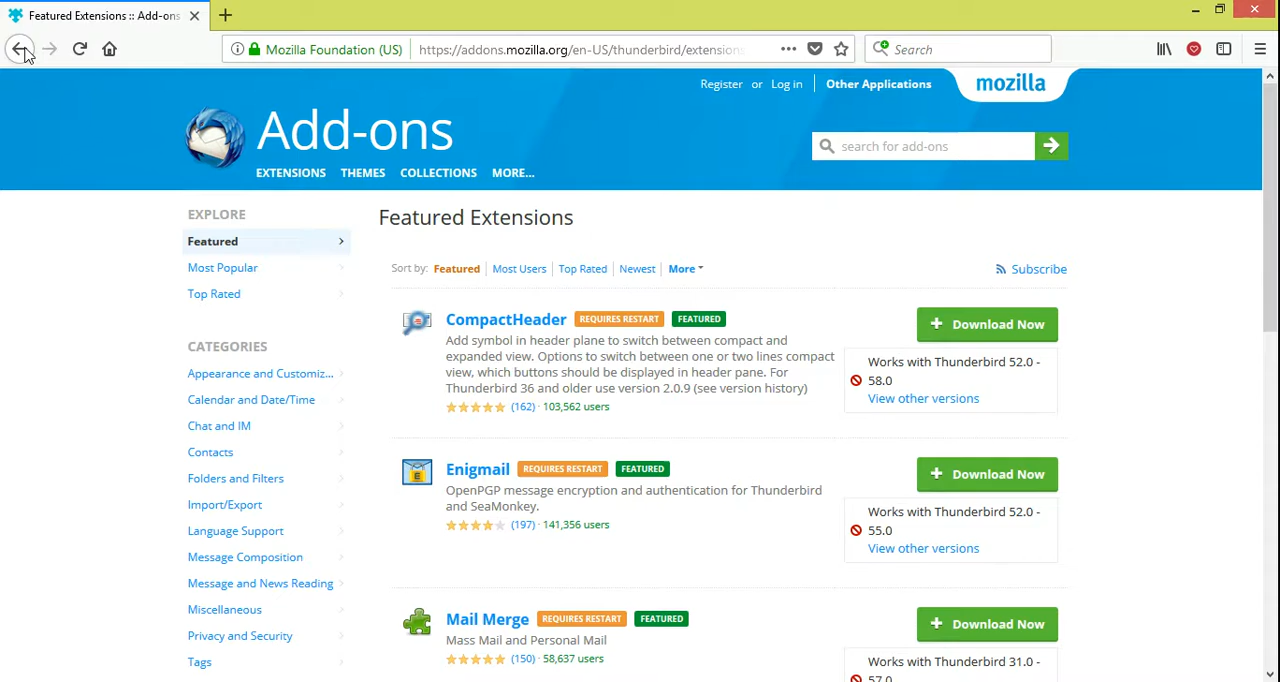 Featured Extensions :: Add-ons
Mozilla Foundation (US)
https://addons.mozilla.org/en-US/thunderbird/extensions
Search
Register or Log in
Other Applications
mozilla
Add-ons
search for add-ons
EXTENSIONS THEMES COLLECTIONS MORE...
EXPLORE
Featured
Most Popular
Top Rated
CATEGORIES
Appearance and Customiz...
Calendar and Date/Time
Chat and IM
Contacts
Folders and Filters
Import/Export
Language Support
Message Composition
Message and News Reading
Miscellaneous
Privacy and Security
Tags
Featured Extensions
Sort by: Featured Most Users Top Rated Newest More
Subscribe
CompactHeader REQUIRES RESTART FEATURED
Add symbol in header plane to switch between compact and
expanded view. Options to switch between one or two lines compact
view, which buttons should be displayed in header pane. For
Thunderbird 36 and older use version 2.0.9 (see version history)
(162) · 103,562 users
+ Download Now
Works with Thunderbird 52.0 -
58.0
View other versions
Enigmail REQUIRES RESTART FEATURED
OpenPGP message encryption and authentication for Thunderbird
and SeaMonkey.
(197) · 141,356 users
+ Download Now
Works with Thunderbird 52.0 -
55.0
View other versions
Mail Merge REQUIRES RESTART FEATURED
Mass Mail and Personal Mail
(150) · 58,637 users
+ Download Now
Works with Thunderbird 31.0 -
57.0